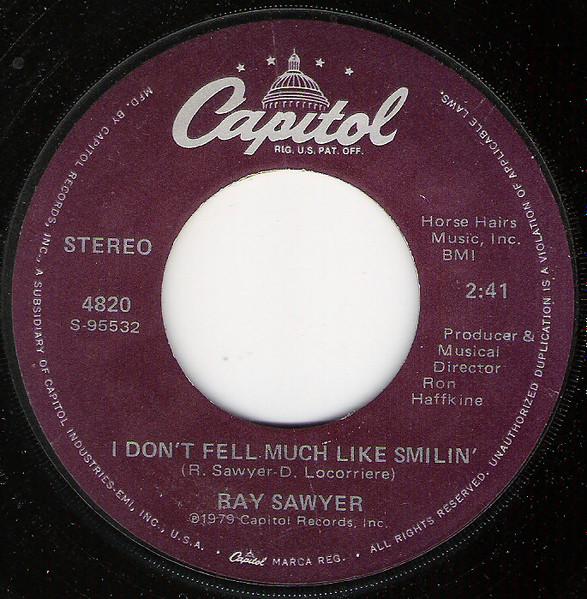 Capitol
RIG. U.S. PAT. OFF.
STEREO
4820
S-95532
Horse Hairs
Music, Inc.
BMI
2:41
Producer &
Musical
Director
Ron
Haffkine
I DON'T FELL MUCH LIKE SMILIN'
(R. Sawyer-D. Locorriere)
RAY SAWYER
℗1979 Capitol Records, Inc.
MFD. BY CAPITOL RECORDS, INC., A SUBSIDIARY OF CAPITOL INDUSTRIES-EMI, INC., U.S.A. • Capitol MARCA REG. • ALL RIGHTS RESERVED. UNAUTHORIZED DUPLICATION IS A VIOLATION OF APPLICABLE LAWS.